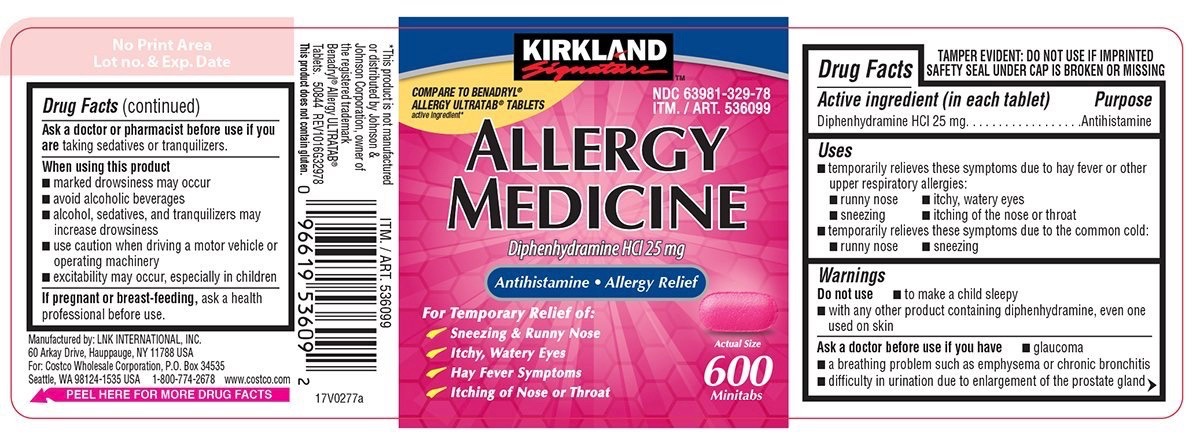 No Print Area
Lot no. & Exp. Date
Drug Facts (continued)
Ask a doctor or pharmacist before use if you
are taking sedatives or tranquilizers.
When using this product
■ marked drowsiness may occur
■ avoid alcoholic beverages
■ alcohol, sedatives, and tranquilizers may
increase drowsiness
■ use caution when driving a motor vehicle or
operating machinery
■ excitability may occur, especially in children
If pregnant or breast-feeding, ask a health
professional before use.
Manufactured by: LNK INTERNATIONAL, INC.
60 Arkay Drive, Hauppauge, NY 11788 USA
For: Costco Wholesale Corporation, P.O. Box 34535
Seattle, WA 98124-1535 USA 1-800-774-2678 www.costco.com
PEEL HERE FOR MORE DRUG FACTS
*This product is not manufactured
or distributed by Johnson &
Johnson Corporation, owner of
the registered trademark
Benadryl® Allergy ULTRATAB®
Tablets. 50844 REV1016G32978
This product does not contain gluten.
0 96619 53609 2
ITM. / ART. 536099
17V0277a
KIRKLAND
Signature™
COMPARE TO BENADRYL®
ALLERGY ULTRATAB® TABLETS
active ingredient*
NDC 63981-329-78
ITM. / ART. 536099
ALLERGY
MEDICINE
Diphenhydramine HCl 25 mg
Antihistamine • Allergy Relief
For Temporary Relief of:
Sneezing & Runny Nose
Itchy, Watery Eyes
Hay Fever Symptoms
Itching of Nose or Throat
Actual Size
600
Minitabs
Drug Facts
TAMPER EVIDENT: DO NOT USE IF IMPRINTED
SAFETY SEAL UNDER CAP IS BROKEN OR MISSING
Active ingredient (in each tablet) Purpose
Diphenhydramine HCl 25 mg. . . . . . . . . . . . . . . . .Antihistamine
Uses
■ temporarily relieves these symptoms due to hay fever or other
upper respiratory allergies:
■ runny nose ■ itchy, watery eyes
■ sneezing ■ itching of the nose or throat
■ temporarily relieves these symptoms due to the common cold:
■ runny nose ■ sneezing
Warnings
Do not use ■ to make a child sleepy
■ with any other product containing diphenhydramine, even one
used on skin
Ask a doctor before use if you have ■ glaucoma
■ a breathing problem such as emphysema or chronic bronchitis
■ difficulty in urination due to enlargement of the prostate gland